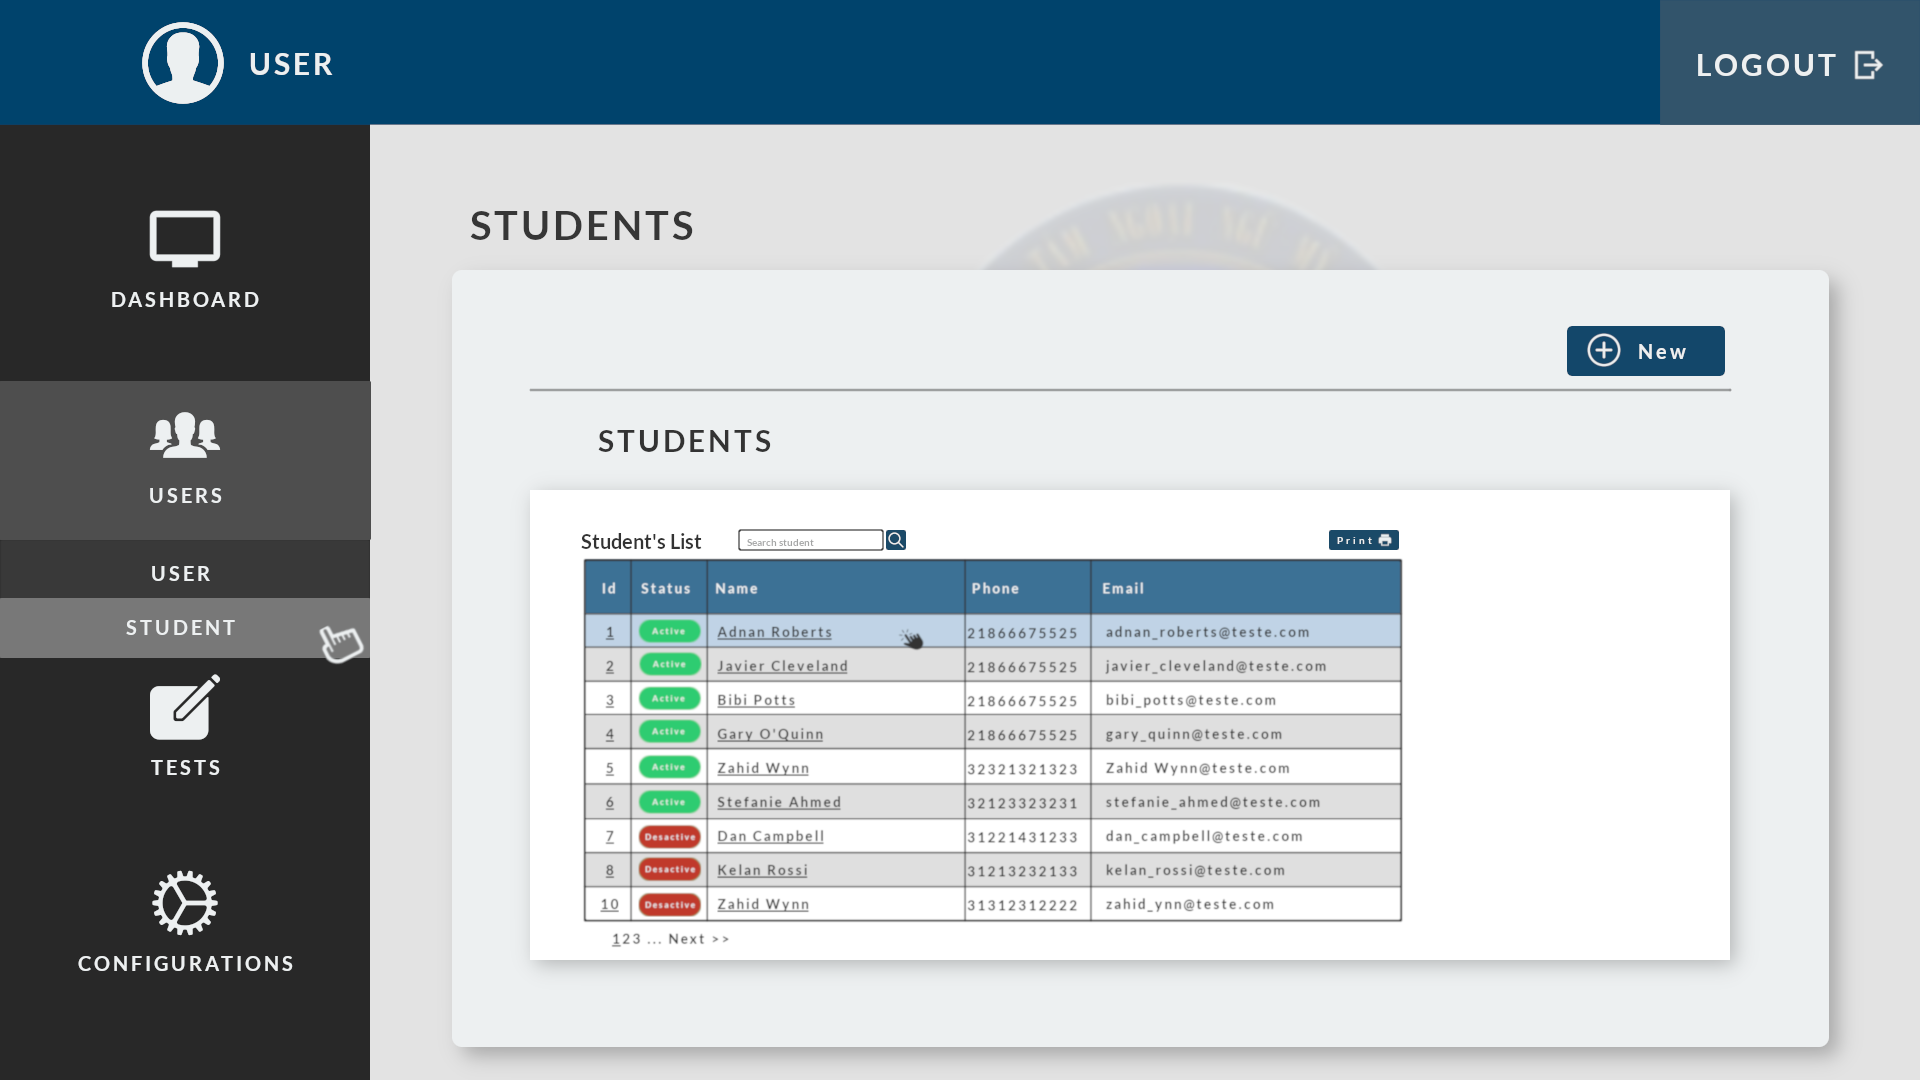 USER
LOGOUT
DASHBOARD
USERS
USER
STUDENT
TESTS
CONFIGURATIONS
STUDENTS
New
STUDENTS
Student's List
Search student
Print
Id Status Name Phone Email
1 Active Adnan Roberts 21866675525 adnan_roberts@teste.com
2 Active Javier Cleveland 21866675525 javier_cleveland@teste.com
3 Active Bibi Potts 21866675525 bibi_potts@teste.com
4 Active Gary O'Quinn 21866675525 gary_quinn@teste.com
5 Active Zahid Wynn 32321321323 Zahid Wynn@teste.com
6 Active Stefanie Ahmed 32123323231 stefanie_ahmed@teste.com
7 Desactive Dan Campbell 31221431233 dan_campbell@teste.com
8 Desactive Kelan Rossi 31213232133 kelan_rossi@teste.com
10 Desactive Zahid Wynn 31312312222 zahid_ynn@teste.com
123 ... Next >>